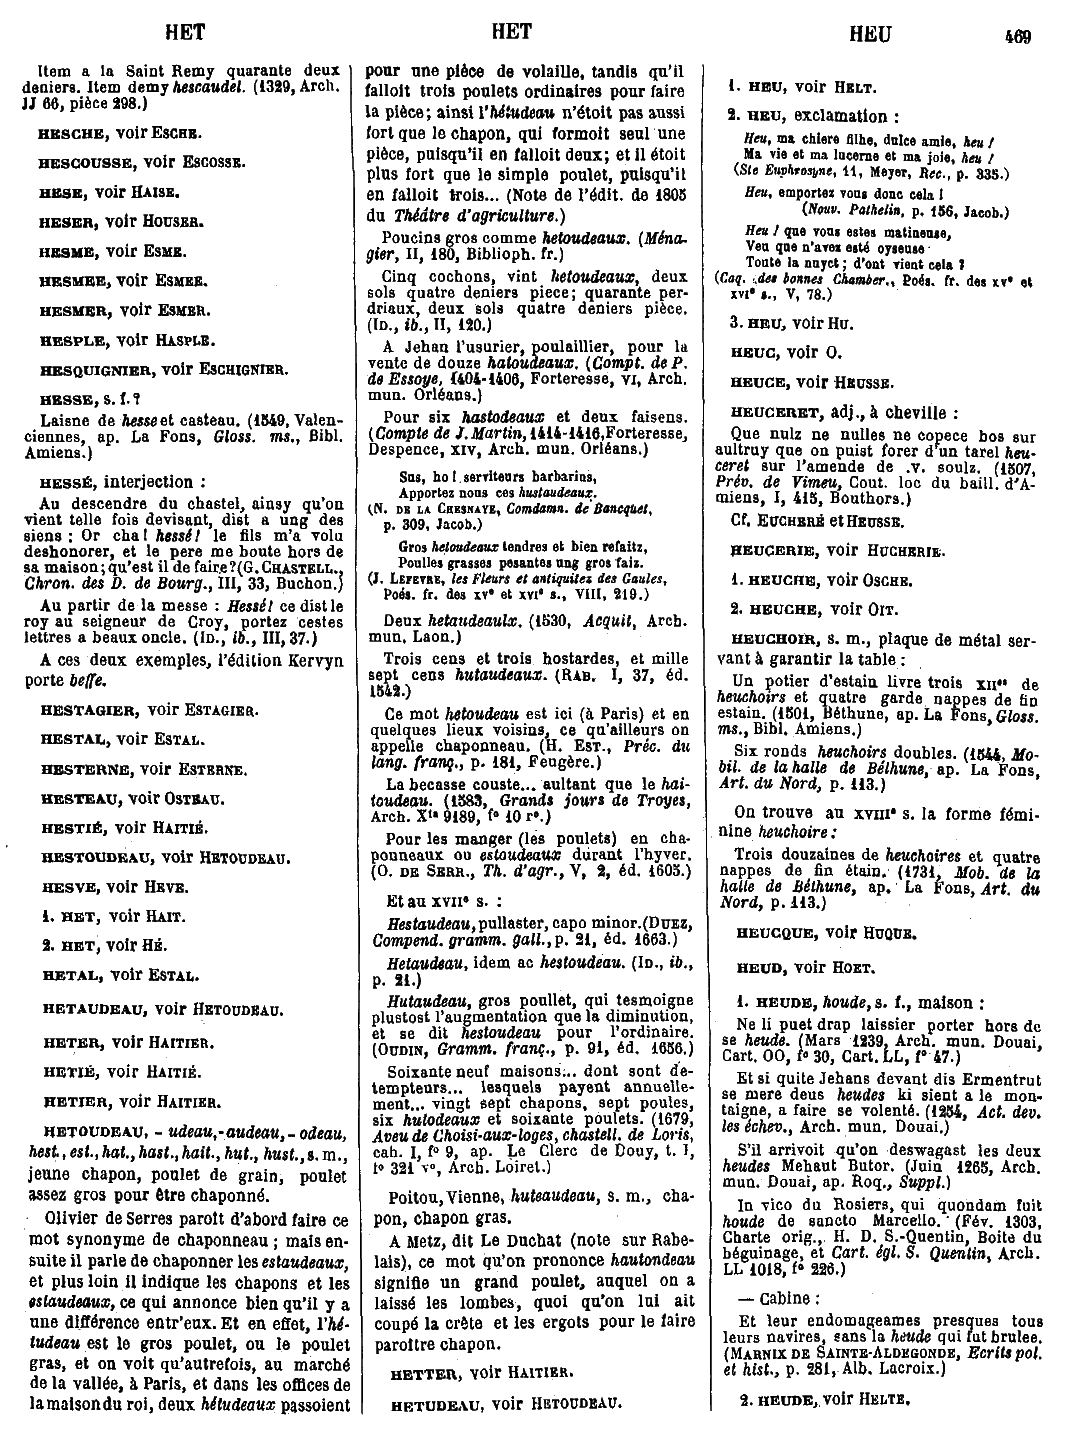 HET
HET
HEU
469
Item a la Saint Remy quarante deux
deniers. Item demy hescaudel. (1329, Arch.
JJ 66, pièce 298.)
HESCHE, voir ESCHE.
HESCOUSSE, voir ESCOSSE.
HESE, voir HAISE.
HESER, voir HOUSER.
HESME, voir ESME.
HESMEE, voir ESMEE.
HESMER, voir ESMER.
HESPLE, voir HASPLE.
HESQUIGNIER, voir ESCHIGNIER.
HESSE, s. f. ?
Laisne de hesse et casteau. (1549, Valen-
ciennes, ap. La Fons, Gloss. ms., Bibl.
Amiens.)
HESSÉ, interjection :
Au descendre du chastel, ainsy qu'on
vient telle fois devisant, dist a ung des
siens : Or cha ! hessé ! le fils m'a volu
deshonorer, et le pere me boute hors de
sa maison; qu'est il de faire? (G. CHASTELL.,
Chron. des D. de Bourg., III, 33, Buchon.)
Au partir de la messe : Hessé! ce dist le
roy au seigneur de Croy, portez cestes
lettres a beaux oncle. (ID., ib., III, 37.)
A ces deux exemples, l'édition Kervyn
porte beffe.
HESTAGIER, voir ESTAGIER.
HESTAL, voir ESTAL.
HESTERNE, voir ESTERNE.
HESTEAU, voir OSTEAU.
HESTIÉ, voir HAITIÉ.
HESTOUDEAU, voir HETOUDEAU.
HESVE, voir HEVE.
1. HET, voir HAIT.
2. HET, voir HÉ.
HETAL, voir ESTAL.
HETAUDEAU, voir HETOUDEAU.
HETER, voir HAITIER.
HETIÉ, voir HAITIÉ.
HETIER, voir HAITIER.
HETOUDEAU, - udeau, - audeau, - odeau,
hest., est., hat., hast., hait., hut., hust., s. m.,
jeune chapon, poulet de grain, poulet
assez gros pour être chaponné.
Olivier de Serres paroît d'abord faire ce
mot synonyme de chaponneau ; mais en-
suite il parle de chaponner les estaudeaux,
et plus loin il indique les chapons et les
estaudeaux, ce qui annonce bien qu'il y a
une différence entr'eux. Et en effet, l'hé-
tudeau est le gros poulet, ou le poulet
gras, et on voit qu'autrefois, au marché
de la vallée, à Paris, et dans les offices de
la maison du roi, deux hétudeaux passoient
pour une pièce de volaille, tandis qu'il
falloit trois poulets ordinaires pour faire
la pièce; ainsi l'hétudeau n'étoit pas aussi
fort que le chapon, qui formoit seul une
pièce, puisqu'il en falloit deux; et il étoit
plus fort que le simple poulet, puisqu'il
en falloit trois... (Note de l'édit. de 1805
du Théâtre d'agriculture.)
Poucins gros comme hetoudeaux. (Ména-
gier, II, 180, Biblioph. fr.)
Cinq cochons, vint hetoudeaux, deux
sols quatre deniers piece; quarante per-
driaux, deux sols quatre deniers pièce.
(ID., ib., II, 120.)
A Jehan l'usurier, poulaillier, pour la
vente de douze hatoudeaux. (Compt. de P.
de Essoye, 1404-1406, Forteresse, VI, Arch.
mun. Orléans.)
Pour six hastodeaux et deux faisens.
(Compte de J. Martin, 1414-1416, Forteresse,
Despence, XIV, Arch. mun. Orléans.)
Sus, ho ! serviteurs barbarins,
Apportez nous ces hustaudeaux.
(N. DE LA CHESNAYE, Comdamn. de Bancquet,
p. 309, Jacob.)
Gros hetoudeaux tendres et bien refaitz,
Poulles grasses pesantes ung gros faiz.
(J. LEFEVRE, les Fleurs et antiquitez des Gaules,
Poés. fr. des XVe et XVIe s., VIII, 219.)
Deux hetaudeaulx. (1530, Acquit, Arch.
mun. Laon.)
Trois cens et trois hostardes, et mille
sept cens hutaudeaux. (RAB. I, 37, éd.
1542.)
Ce mot hetoudeau est ici (à Paris) et en
quelques lieux voisins, ce qu'ailleurs on
appelle chaponneau. (H. EST., Préc. du
lang. franç., p. 181, Feugère.)
La becasse couste... aultant que le hai-
toudeau. (1583, Grands jours de Troyes,
Arch. X1a 9189, f° 10 r°.)
Pour les manger (les poulets) en cha-
ponneaux ou estoudeaux durant l'hyver.
(O. DE SERR., Th. d'agr., V, 2, éd. 1605.)
Et au XVIIe s. :
Hestaudeau, pullaster, capo minor. (DUEZ,
Compend. gramm. gall., p. 21, éd. 1663.)
Hetaudeau, idem ac hestoudeau. (ID., ib.,
p. 21.)
Hutaudeau, gros poullet, qui tesmoigne
plustost l'augmentation que la diminution,
et se dit hestoudeau pour l'ordinaire.
(OUDIN, Gramm. franç., p. 91, éd. 1656.)
Soixante neuf maisons... dont sont de-
tempteurs... lesquels payent annuelle-
ment... vingt sept chapons, sept poules,
six hutodeaux et soixante poulets. (1679,
Aveu de Choisi-aux-loges, chastell. de Loris,
cah. I, f° 9, ap. Le Clerc de Douy, t. I,
f° 321 v°, Arch. Loiret.)
Poitou, Vienne, huteaudeau, s. m., cha-
pon, chapon gras.
A Metz, dit Le Duchat (note sur Rabe-
lais), ce mot qu'on prononce hautondeau
signifie un grand poulet, auquel on a
laissé les lombes, quoi qu'on lui ait
coupé la crête et les ergots pour le faire
paroître chapon.
HETTER, voir HAITIER.
HETUDEAU, voir HETOUDEAU.
1. HEU, voir HELT.
2. HEU, exclamation :
Heu, ma chiere filhe, dulce amie, heu !
Ma vie et ma lucerne et ma joie, heu !
(Ste Euphrosyne, 11, Meyer, Rec., p. 335.)
Heu, emportez vous donc cela !
(Nouv. Pathelin, p. 156, Jacob.)
Heu ! que vous estes matineuse,
Veu que n'avez esté oyseuse
Toute la nuyct ; d'ont vient cela ?
(Caq. des bonnes Chamber., Poés. fr. des XVe et
XVIe s., V, 78.)
3. HEU, voir HU.
HEUC, voir O.
HEUCE, voir HEUSSE.
HEUCERET, adj., à cheville :
Que nulz ne nulles ne copece bos sur
aultruy que on puist forer d'un tarel heu-
ceret sur l'amende de .v. soulz. (1507,
Prév. de Vimeu, Cout. loc du baill. d'A-
miens, I, 415, Bouthors.)
Cf. EUCHERÉ et HEUSSE.
HEUCERIE, voir HUCHERIE.
1. HEUCHE, voir OSCHE.
2. HEUCHE, voir OIT.
HEUCHOIR, s. m., plaque de métal ser-
vant à garantir la table :
Un potier d'estain livre trois XIIes de
heuchoirs et quatre garde nappes de fin
estain. (1501, Béthune, ap. La Fons, Gloss.
ms., Bibl. Amiens.)
Six ronds heuchoirs doubles. (1544, Mo-
bil. de la halle de Béthune, ap. La Fons,
Art. du Nord, p. 113.)
On trouve au XVIIIe s. la forme fémi-
nine heuchoire :
Trois douzaines de heuchoires et quatre
nappes de fin étain. (1731, Mob. de la
halle de Béthune, ap. La Fons, Art. du
Nord, p. 113.)
HEUCQUE, voir HUQUE.
HEUD, voir HOET.
1. HEUDE, houde, s. f., maison :
Ne li puet drap laissier porter hors de
se heude. (Mars 1239, Arch. mun. Douai,
Cart. OO, f° 30, Cart. LL, f° 47.)
Et si quite Jehans devant dis Ermentrut
se mere deus heudes ki sient a le mon-
taigne, a faire se volenté. (1254, Act. dev.
les échev., Arch. mun. Douai.)
S'il arrivoit qu'on deswagast les deux
heudes Mehaut Butor. (Juin 1265, Arch.
mun. Douai, ap. Roq., Suppl.)
In vico du Rosiers, qui quondam fuit
houde de sancto Marcello. (Fév. 1303,
Charte orig., H. D. S.-Quentin, Boite du
béguinage, et Cart. égl. S. Quentin, Arch.
LL 1018, f° 226.)
— Cabine :
Et leur endomageames presques tous
leurs navires, sans la heude qui fut brulee.
(MARNIX DE SAINTE-ALDEGONDE, Ecrits pol.
et hist., p. 281, Alb. Lacroix.)
2. HEUDE, voir HELTE.